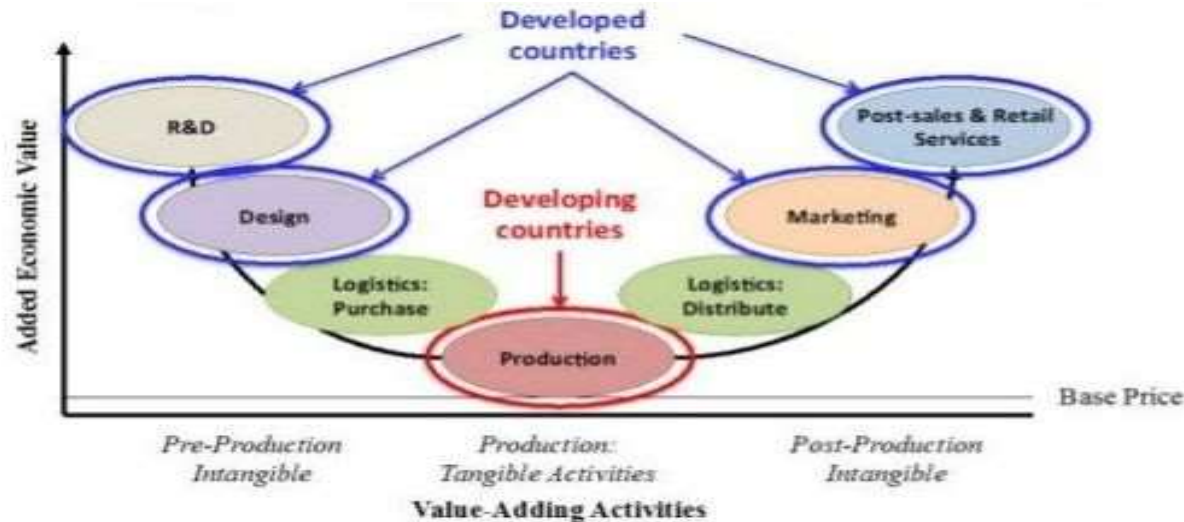 Developed
countries
Added Economic Value
R&D
Post-sales & Retail
Services
Design
Developing
countries
Marketing
Logistics:
Purchase
Logistics:
Distribute
Production
Base Price
Pre-Production
Intangible
Production:
Tangible Activities
Post-Production
Intangible
Value-Adding Activities